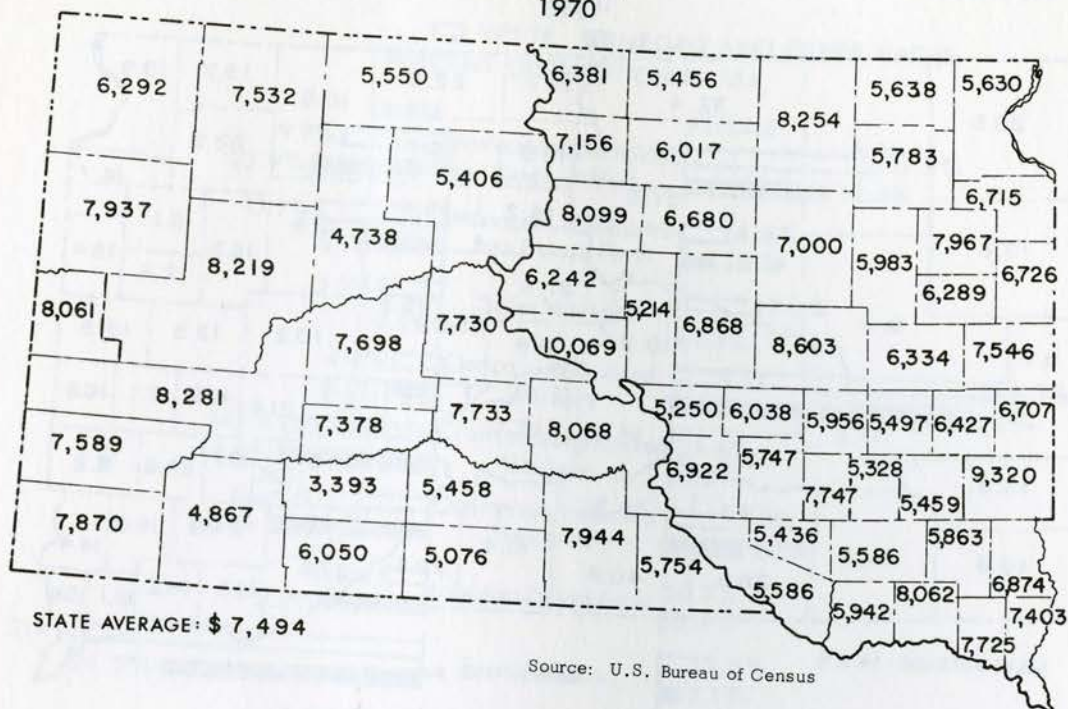 1970
6,292 7,532 5,550 6,381 5,456 8,254 5,638 5,630
7,156 6,017 5,783
5,406 6,715
7,937 8,099 6,680 7,000 7,967
4,738 5,983 6,726
8,219 6,242 6,289
8,061 7,698 7,730 5,214 6,868 8,603 6,334 7,546
10,069
8,281 7,378 7,733 8,068 5,250 6,038 5,956 5,497 6,427 6,707
7,589 6,922 5,747 5,328 9,320
3,393 5,458 7,747 5,459
7,870 4,867 7,944 5,436 5,586 5,863
6,050 5,076 5,754 5,586 5,942 8,062 6,874
7,403
7,725
STATE AVERAGE: $ 7,494
Source: U.S. Bureau of Census